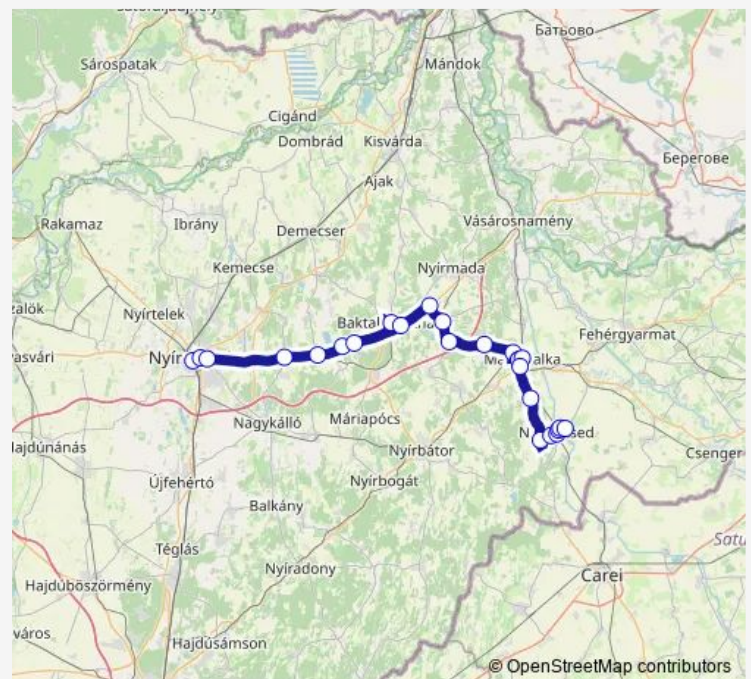 Батьово
Sárospatak
Mándok
Cigánd
Dombrád
Kisvárda
Берегове
Ajak
Rakamaz
Ibrány
Vásárosnamény
Demecser
Kemecse
Nyírmada
Nyírtelek
Fehérgyarmat
Nagykálló
Máriapócs
Csenger
Nyírbátor
Újfehértó
Nyírbogát
Balkány
Téglás
Nyíradony
Carei
Hajdúböszörmény
Hajdúsámson
© OpenStreetMap contributors